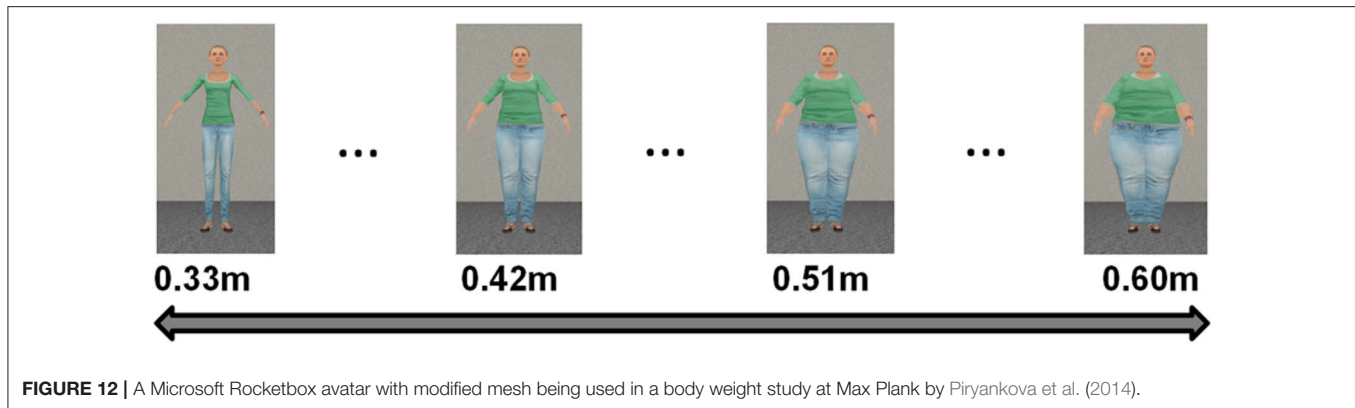 0.33m 0.42m 0.51m 0.60m
FIGURE 12 | A Microsoft Rocketbox avatar with modified mesh being used in a body weight study at Max Plank by Piryankova et al. (2014).